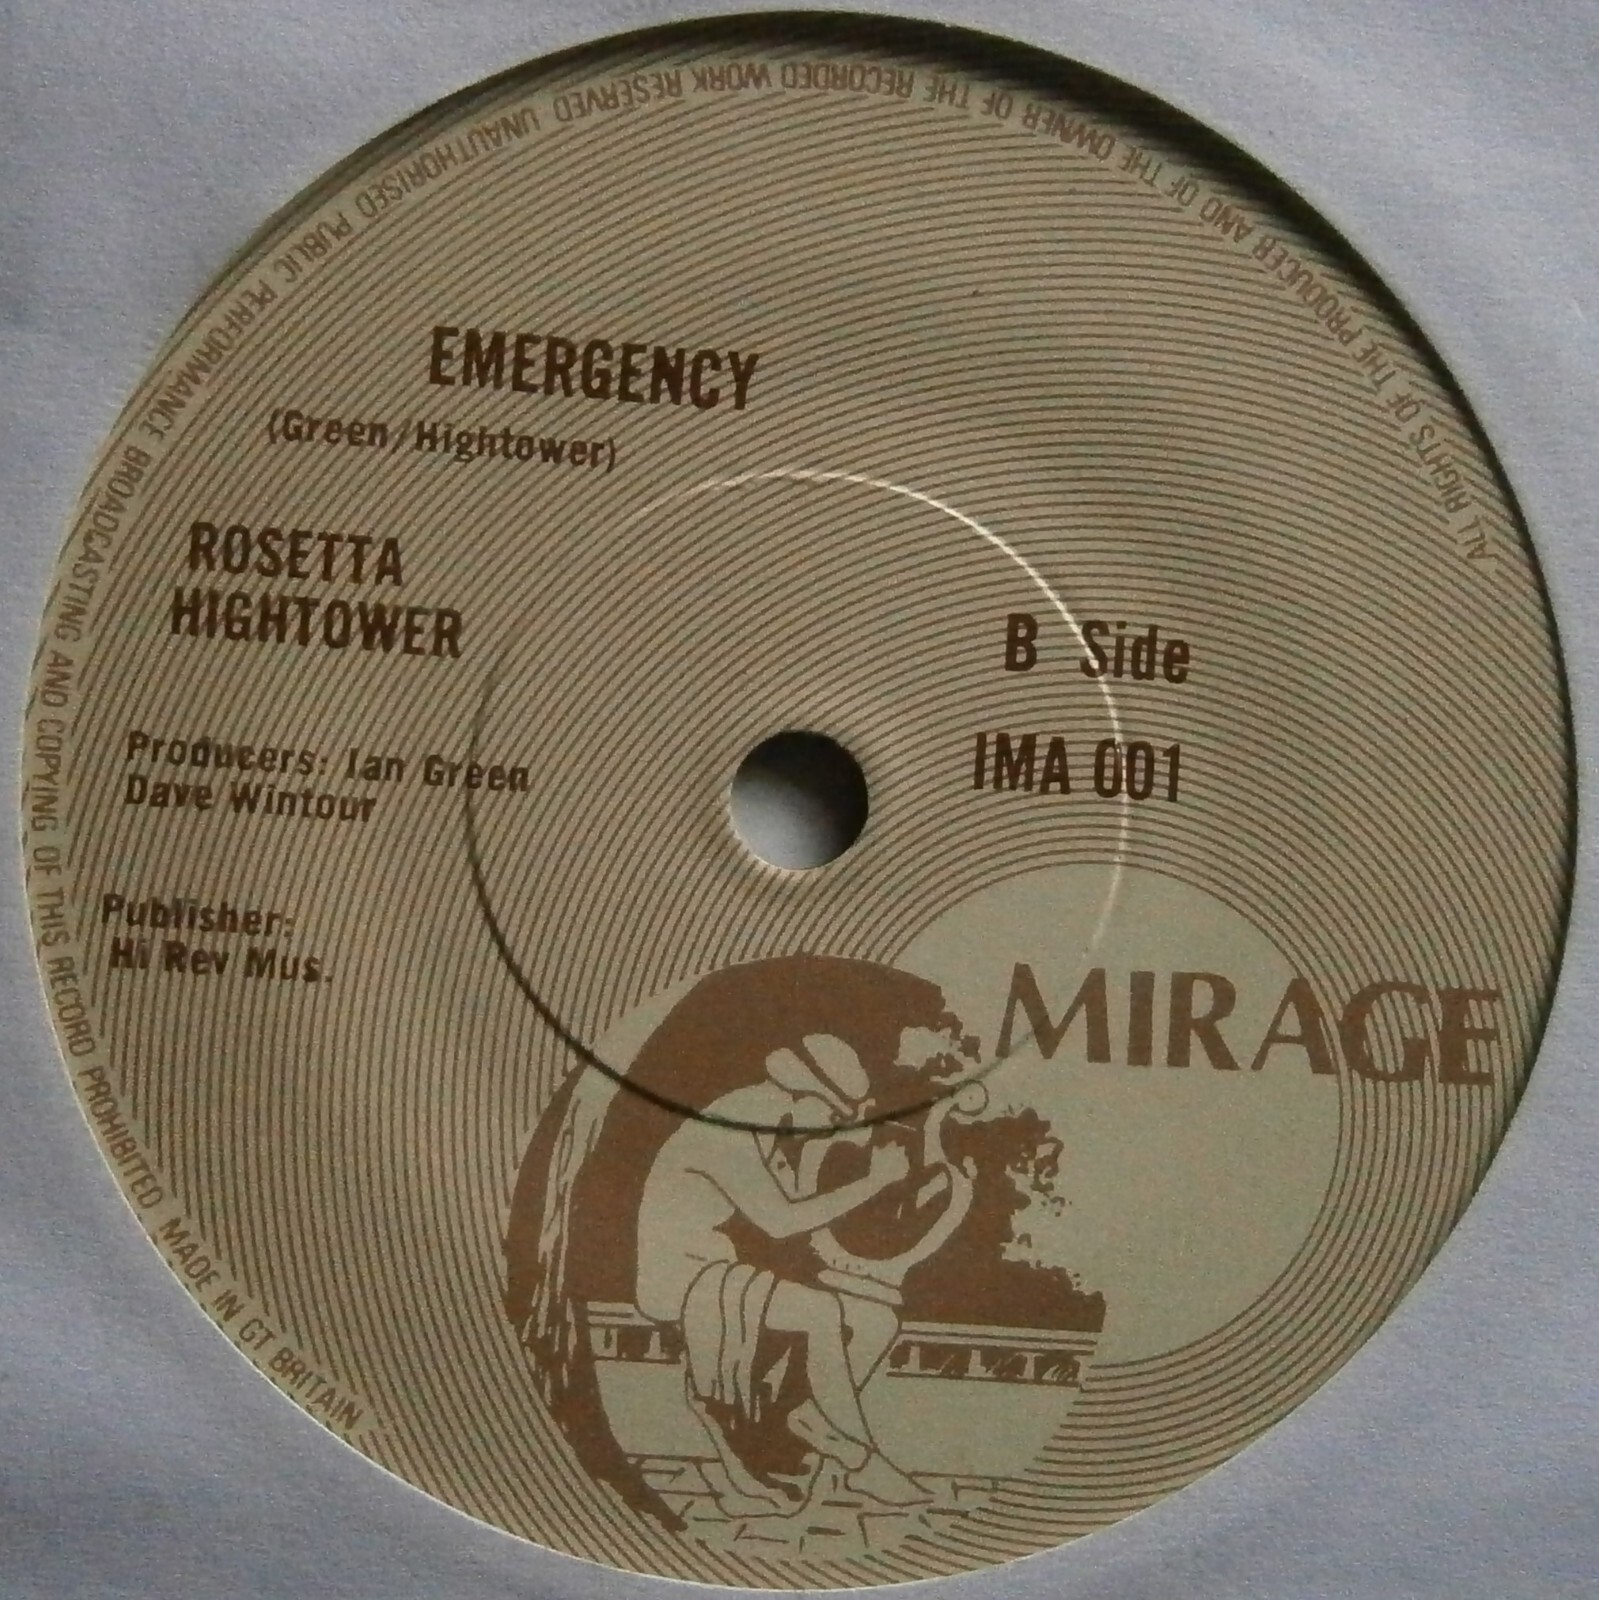 EMERGENCY
(Green/Hightower)
ROSETTA
HIGHTOWER
B Side
IMA 001
Producers: Ian Green
Dave Wintour
Publisher:
Hi Rev Mus.
MIRAGE
ALL RIGHTS OF THE PRODUCER AND OF THE OWNER OF THE RECORDED WORK RESERVED UNAUTHORISED PUBLIC PERFORMANCE BROADCASTING AND COPYING OF THIS RECORD PROHIBITED MADE IN GT BRITAIN